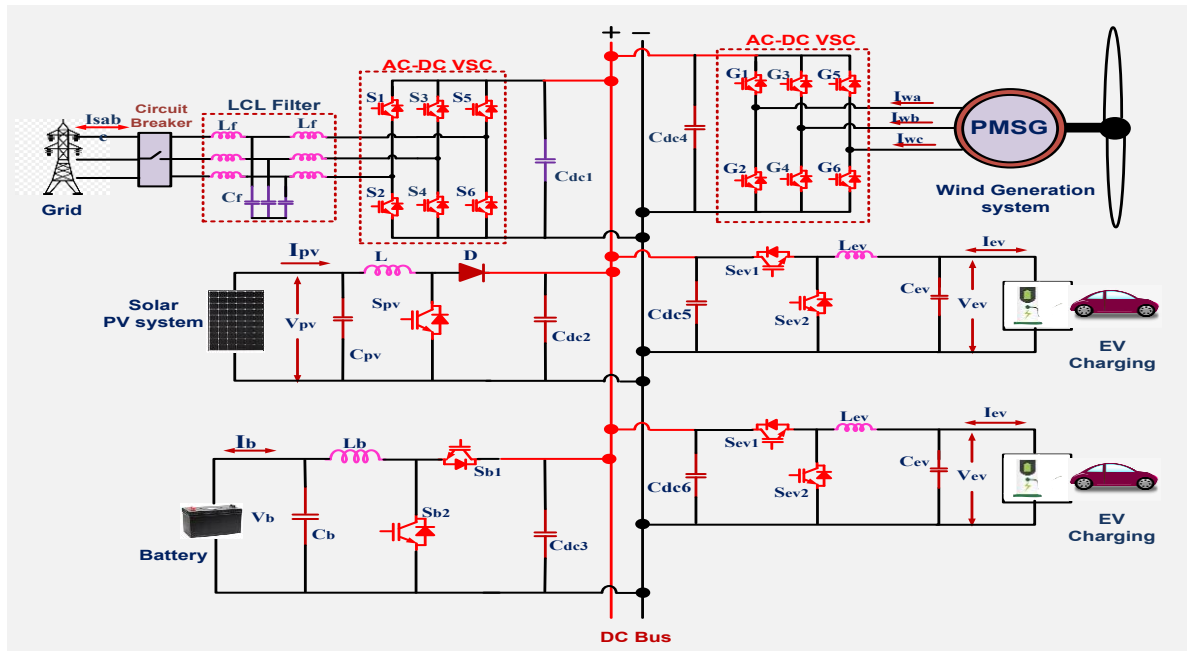 + −
AC-DC VSC
AC-DC VSC
Circuit
Breaker
LCL Filter
Isab
c
Lf
Lf
Cf
Grid
S1
S3
S5
S2
S4
S6
Cdc1
Cdc4
G1
G3
G5
G2
G4
G6
Iwa
Iwb
Iwc
PMSG
Wind Generation
system
Ipv
L
D
Solar
PV system
Vpv
Cpv
Spv
Cdc2
Cdc5
Sev1
Sev2
Lev
Cev
Vev
Iev
EV
Charging
Ib
Lb
Sb1
Sb2
Vb
Cb
Battery
Cdc3
Cdc6
Sev1
Sev2
Lev
Cev
Vev
Iev
EV
Charging
DC Bus